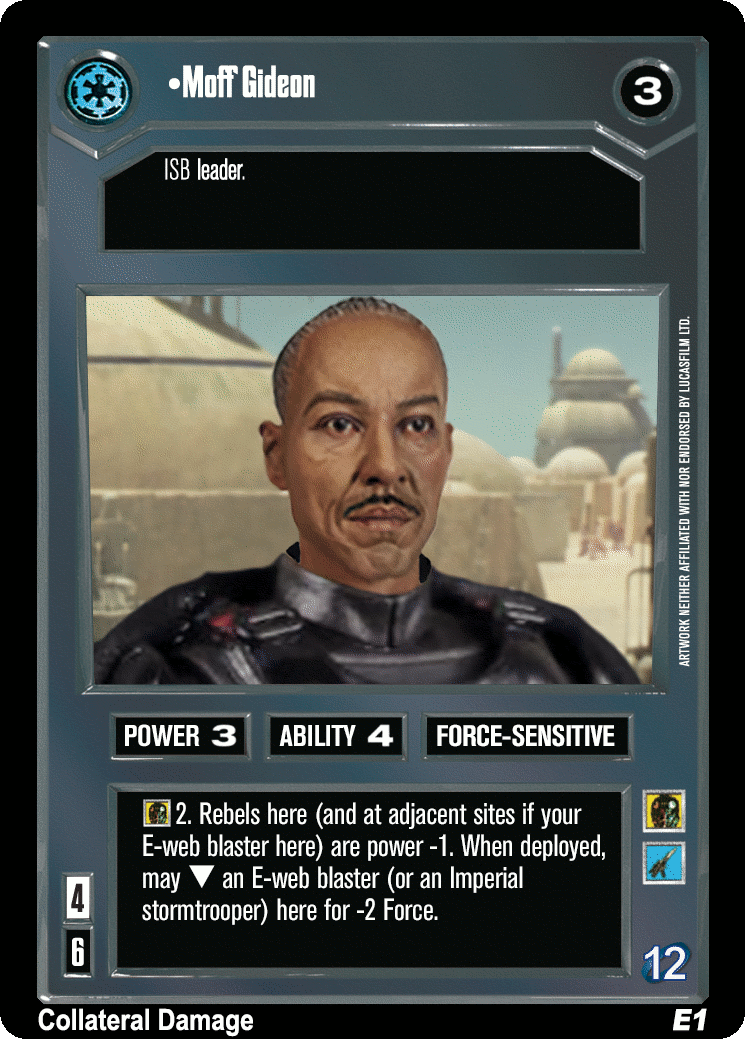 •Moff Gideon
3
ISB leader.
ARTWORK NEITHER AFFILIATED WITH NOR ENDORSED BY LUCASFILM LTD.
POWER 3
ABILITY 4
FORCE-SENSITIVE
2. Rebels here (and at adjacent sites if your
E-web blaster here) are power -1. When deployed,
may ▼ an E-web blaster (or an Imperial
stormtrooper) here for -2 Force.
4
6
12
Collateral Damage
E1